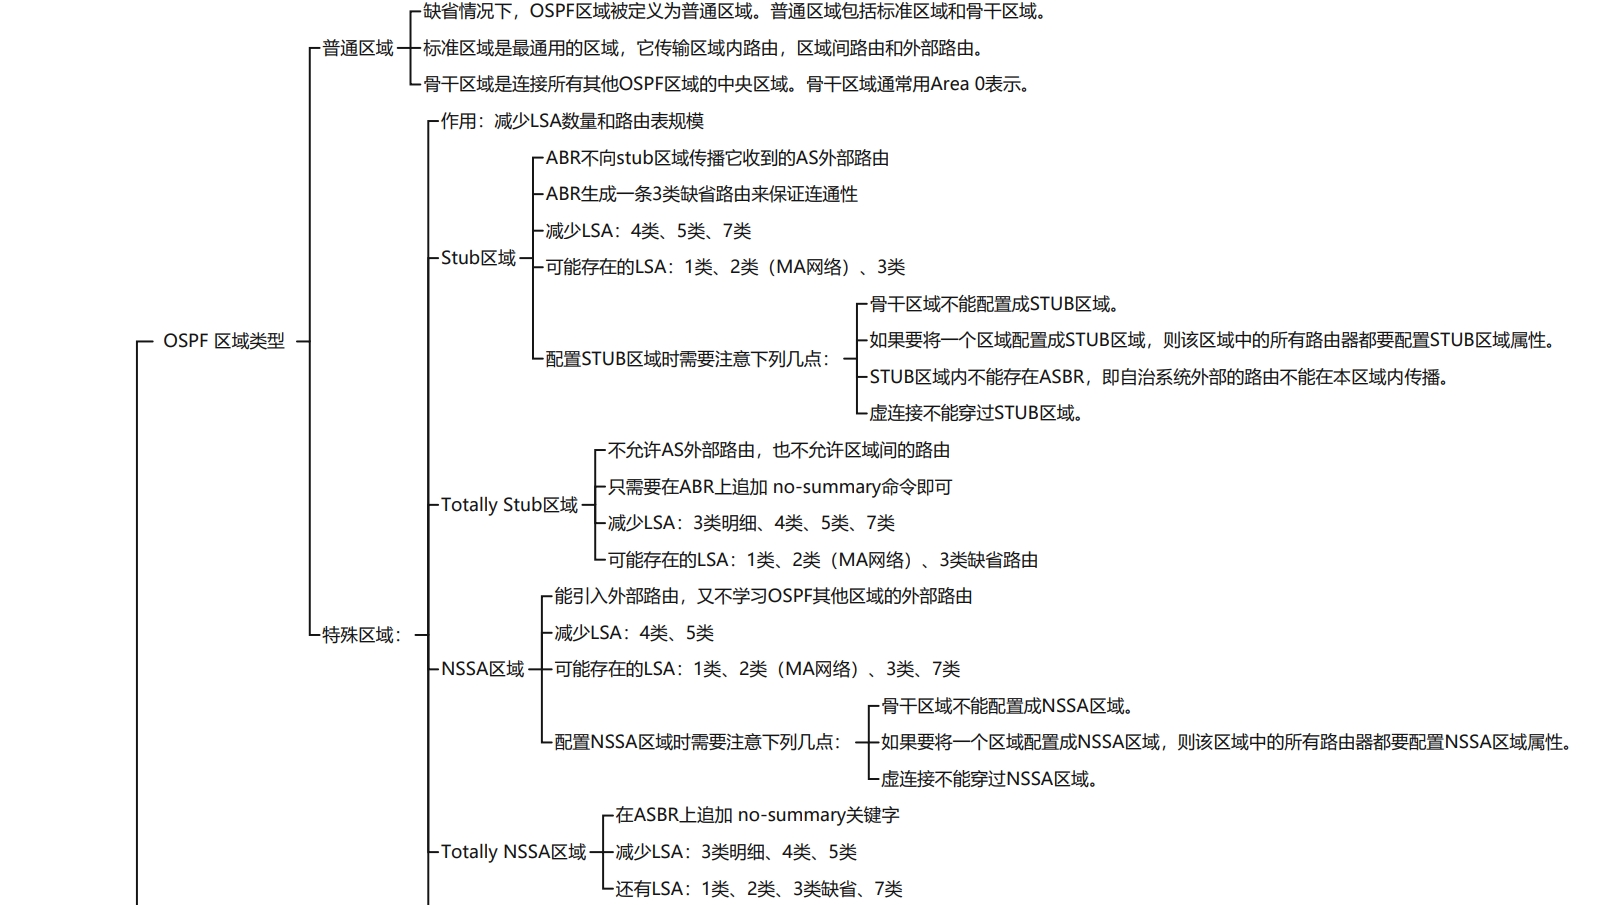 缺省情况下，OSPF区域被定义为普通区域。普通区域包括标准区域和骨干区域。
普通区域
标准区域是最通用的区域，它传输区域内路由，区域间路由和外部路由。
骨干区域是连接所有其他OSPF区域的中央区域。骨干区域通常用Area 0表示。
作用：减少LSA数量和路由表规模
ABR不向stub区域传播它收到的AS外部路由
ABR生成一条3类缺省路由来保证连通性
减少LSA：4类、5类、7类
Stub区域
可能存在的LSA：1类、2类（MA网络）、3类
骨干区域不能配置成STUB区域。
OSPF 区域类型
如果要将一个区域配置成STUB区域，则该区域中的所有路由器都要配置STUB区域属性。
配置STUB区域时需要注意下列几点：
STUB区域内不能存在ASBR，即自治系统外部的路由不能在本区域内传播。
虚连接不能穿过STUB区域。
不允许AS外部路由，也不允许区域间的路由
只需要在ABR上追加 no-summary命令即可
Totally Stub区域
减少LSA：3类明细、4类、5类、7类
可能存在的LSA：1类、2类（MA网络）、3类缺省路由
能引入外部路由，又不学习OSPF其他区域的外部路由
特殊区域：
减少LSA：4类、5类
NSSA区域
可能存在的LSA：1类、2类（MA网络）、3类、7类
骨干区域不能配置成NSSA区域。
配置NSSA区域时需要注意下列几点：
如果要将一个区域配置成NSSA区域，则该区域中的所有路由器都要配置NSSA区域属性。
虚连接不能穿过NSSA区域。
在ASBR上追加 no-summary关键字
Totally NSSA区域
减少LSA：3类明细、4类、5类
还有LSA：1类、2类、3类缺省、7类